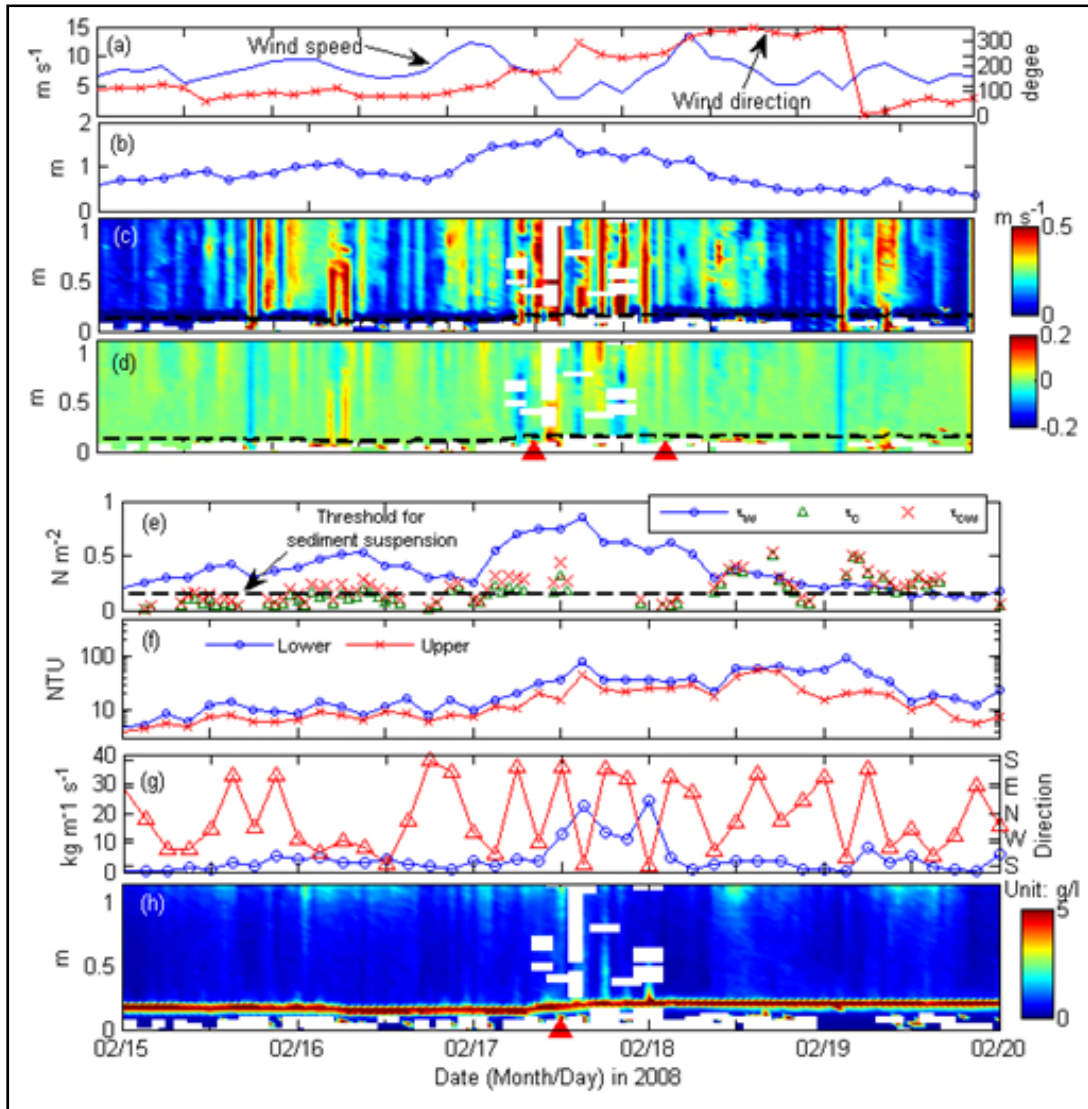 (a)
Wind speed
Wind direction
15
10
5
2
m s-1
300
200
100
0
degee
(b)
2
1
0
m
(c)
1
0.5
0
m
m s-1
0.5
0
(d)
1
0.5
0
m
0.2
0
-0.2
(e)
1
0.5
0
N m-2
Threshold for
sediment suspension
τw τc τcw
(f)
Lower Upper
100
10
NTU
(g)
40
30
20
10
0
kg m-1 s-1
S
E
N
W
S
Direction
(h)
1
0.5
0
m
Unit: g/l
5
0
02/15 02/16 02/17 02/18 02/19 02/20
Date (Month/Day) in 2008